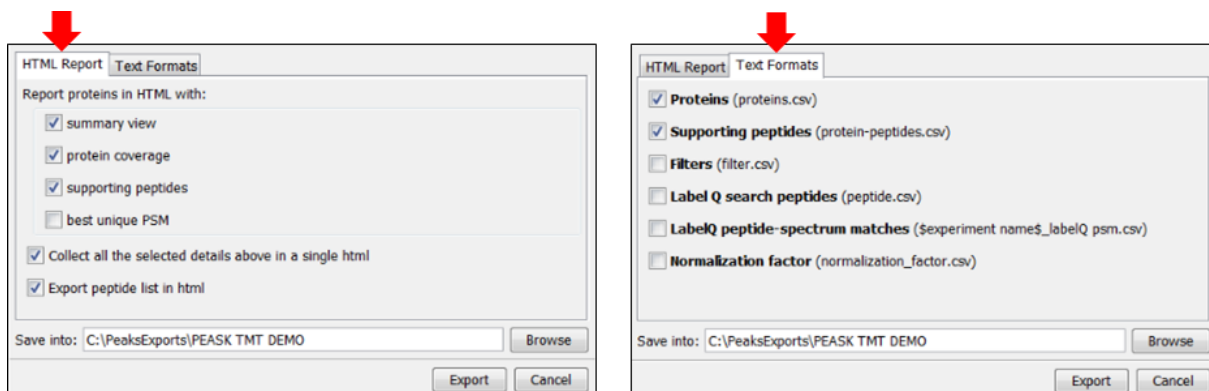 HTML Report Text Formats
Report proteins in HTML with:
summary view
protein coverage
supporting peptides
best unique PSM
Collect all the selected details above in a single html
Export peptide list in html
Save into: C:\PeaksExports\PEASK TMT DEMO Browse
Export Cancel
HTML Report Text Formats
Proteins (proteins.csv)
Supporting peptides (protein-peptides.csv)
Filters (filter.csv)
Label Q search peptides (peptide.csv)
LabelQ peptide-spectrum matches ($experiment name$_labelQ psm.csv)
Normalization factor (normalization_factor.csv)
Save into: C:\PeaksExports\PEASK TMT DEMO Browse
Export Cancel